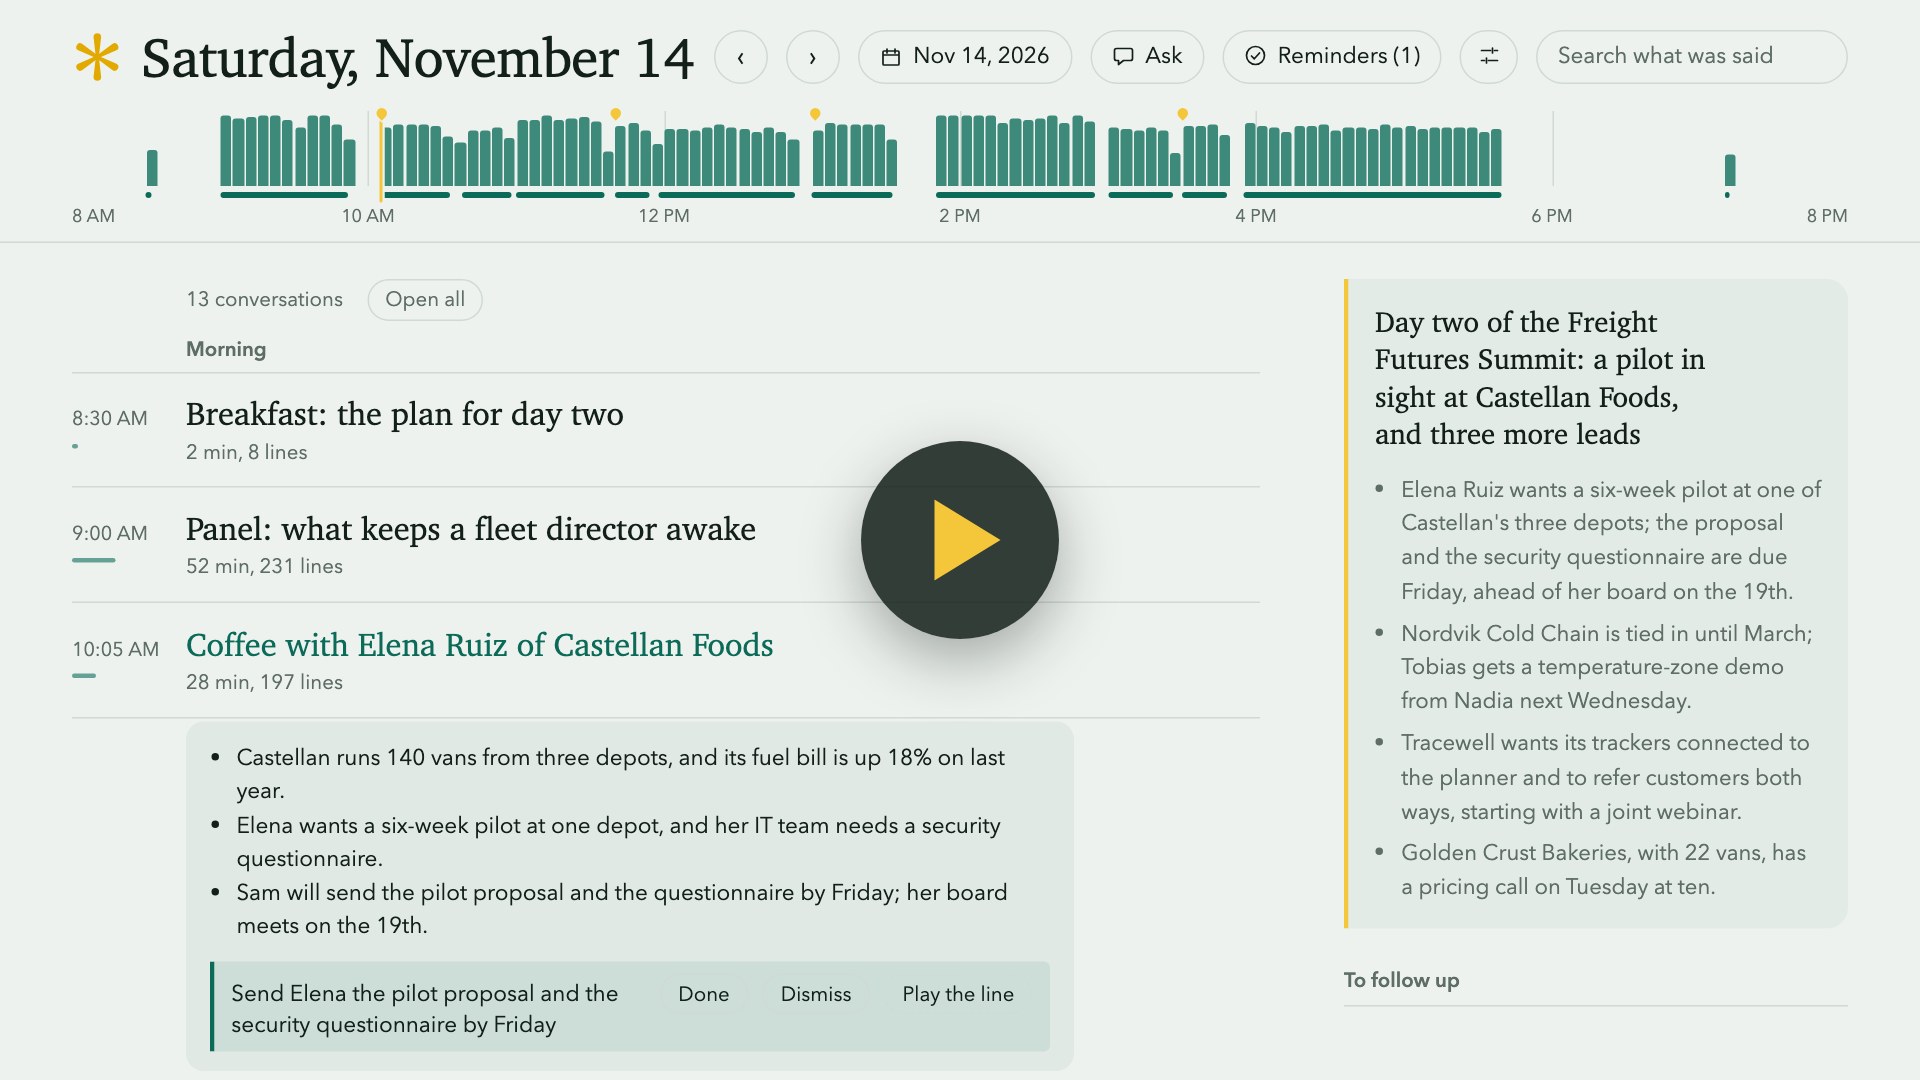 Saturday, November 14
Nov 14, 2026
Ask
Reminders (1)
Search what was said
8 AM
10 AM
12 PM
2 PM
4 PM
6 PM
8 PM
13 conversations
Open all
Morning
8:30 AM
Breakfast: the plan for day two
2 min, 8 lines
9:00 AM
Panel: what keeps a fleet director awake
52 min, 231 lines
10:05 AM
Coffee with Elena Ruiz of Castellan Foods
28 min, 197 lines
Castellan runs 140 vans from three depots, and its fuel bill is up 18% on last
year.
Elena wants a six-week pilot at one depot, and her IT team needs a security
questionnaire.
Sam will send the pilot proposal and the questionnaire by Friday; her board
meets on the 19th.
Send Elena the pilot proposal and the
security questionnaire by Friday
Done
Dismiss
Play the line
Day two of the Freight
Futures Summit: a pilot in
sight at Castellan Foods,
and three more leads
Elena Ruiz wants a six-week pilot at one of
Castellan's three depots; the proposal
and the security questionnaire are due
Friday, ahead of her board on the 19th.
Nordvik Cold Chain is tied in until March;
Tobias gets a temperature-zone demo
from Nadia next Wednesday.
Tracewell wants its trackers connected to
the planner and to refer customers both
ways, starting with a joint webinar.
Golden Crust Bakeries, with 22 vans, has
a pricing call on Tuesday at ten.
To follow up